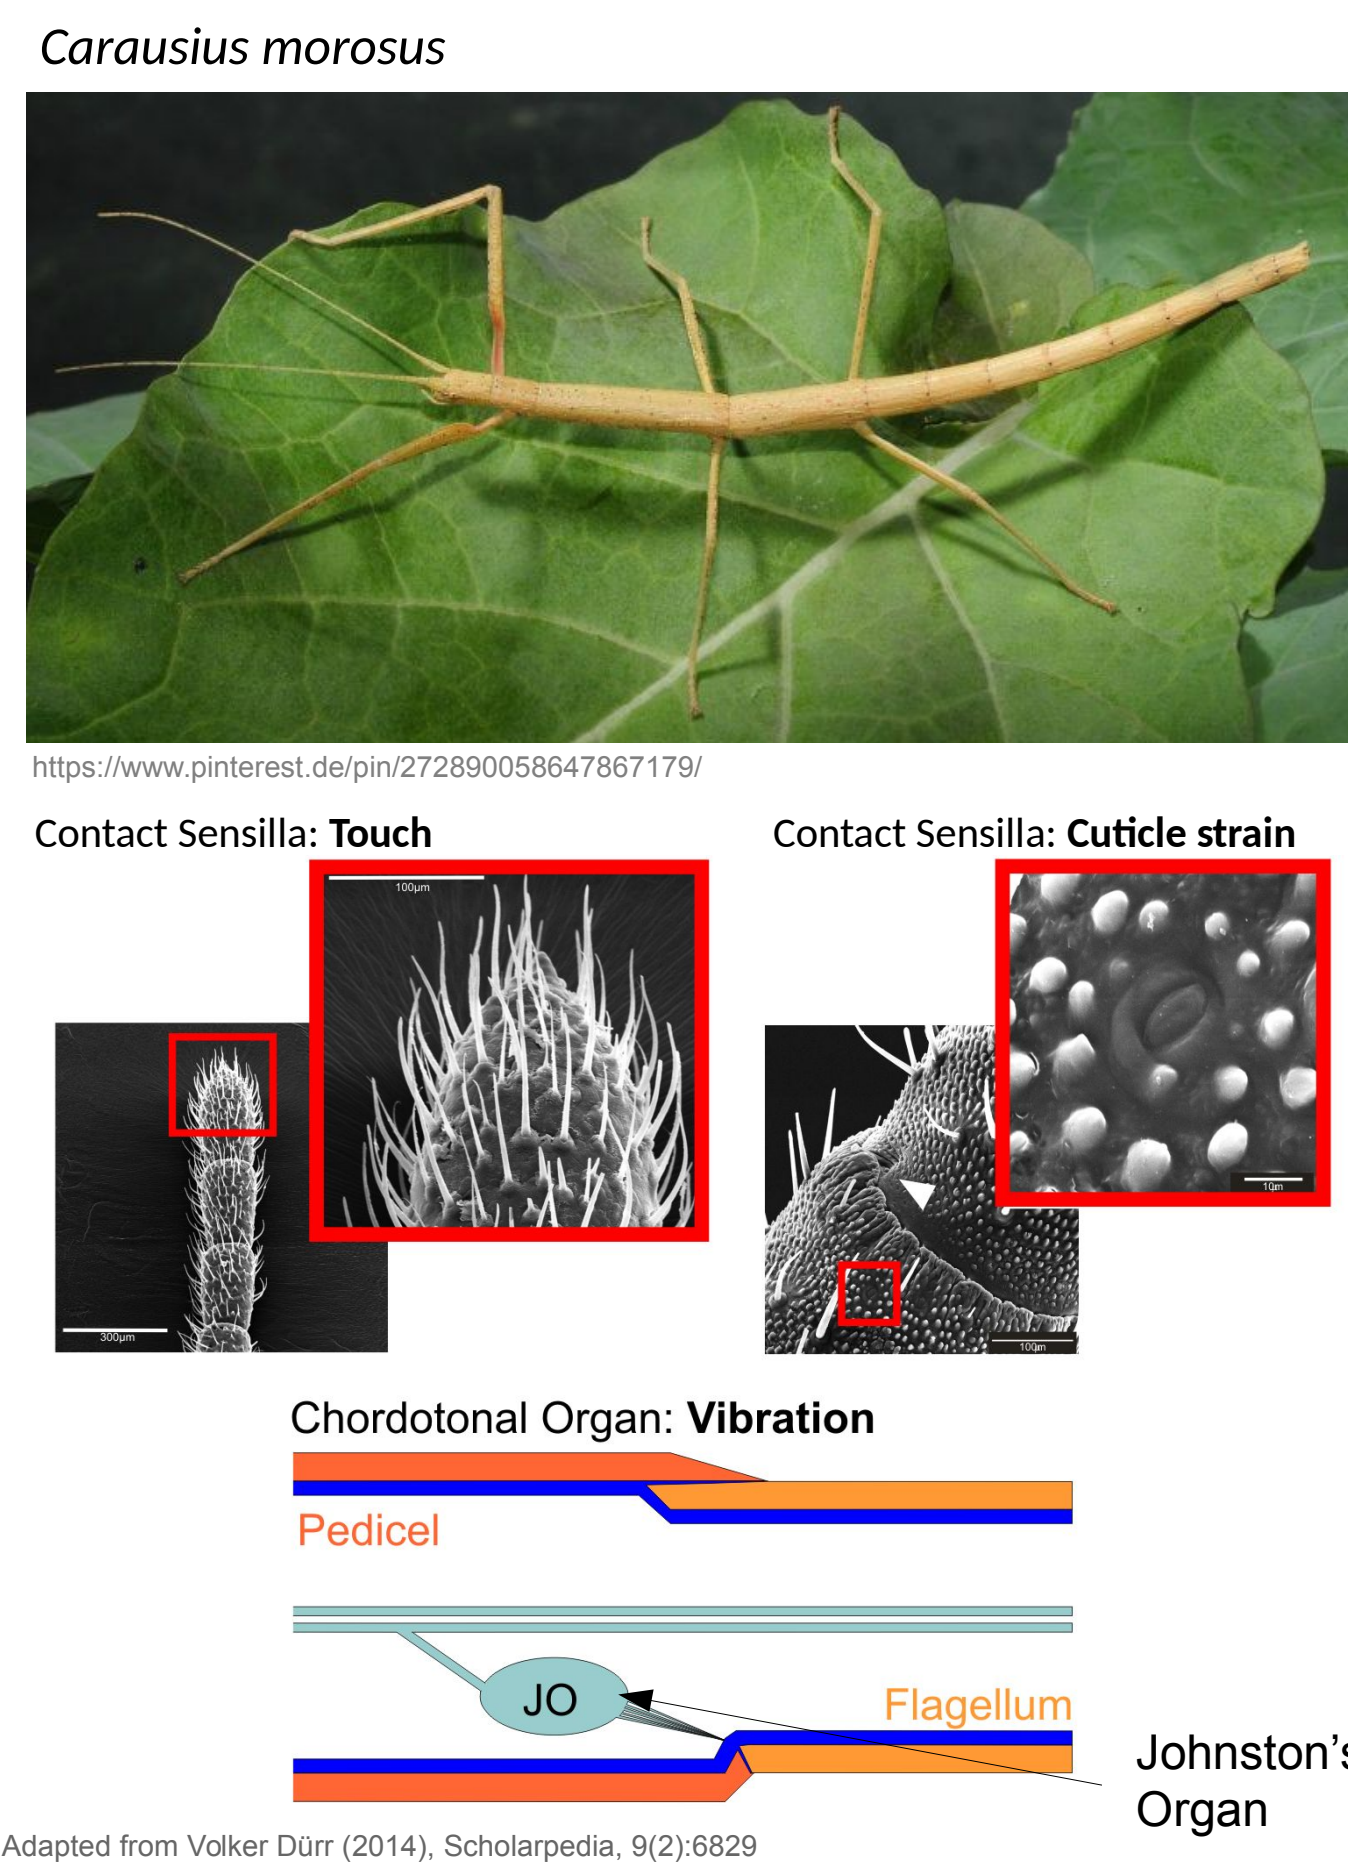 Carausius morosus
https://www.pinterest.de/pin/272890058647867179/
Contact Sensilla: Touch
Contact Sensilla: Cuticle strain
100µm
300µm
10µm
100µm
Chordotonal Organ: Vibration
Pedicel
JO
Flagellum
Johnston's
Organ
Adapted from Volker Dürr (2014), Scholarpedia, 9(2):6829